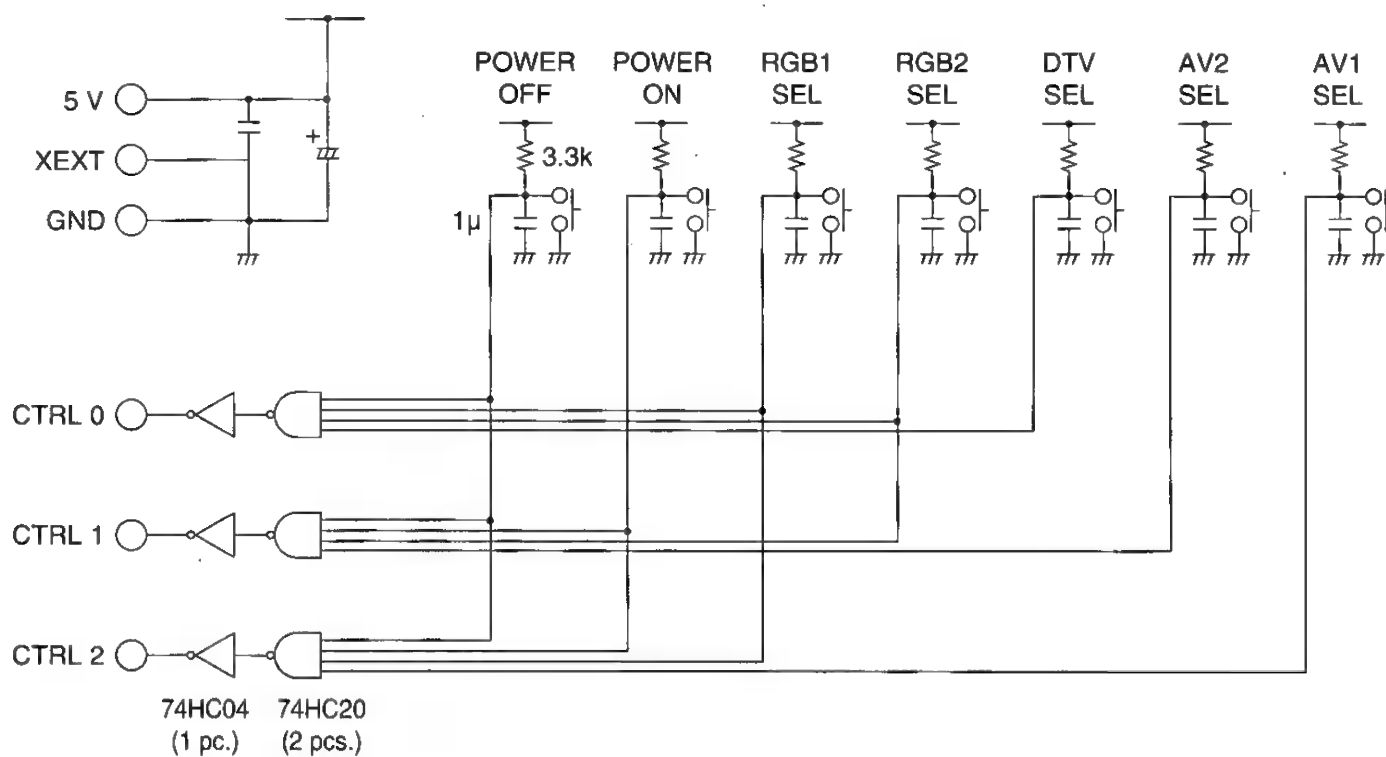 5 V
XEXT
GND
+
POWER OFF
POWER ON
RGB1 SEL
RGB2 SEL
DTV SEL
AV2 SEL
AV1 SEL
3.3k
1μ
CTRL 0
CTRL 1
CTRL 2
74HC04
(1 pc.)
74HC20
(2 pcs.)